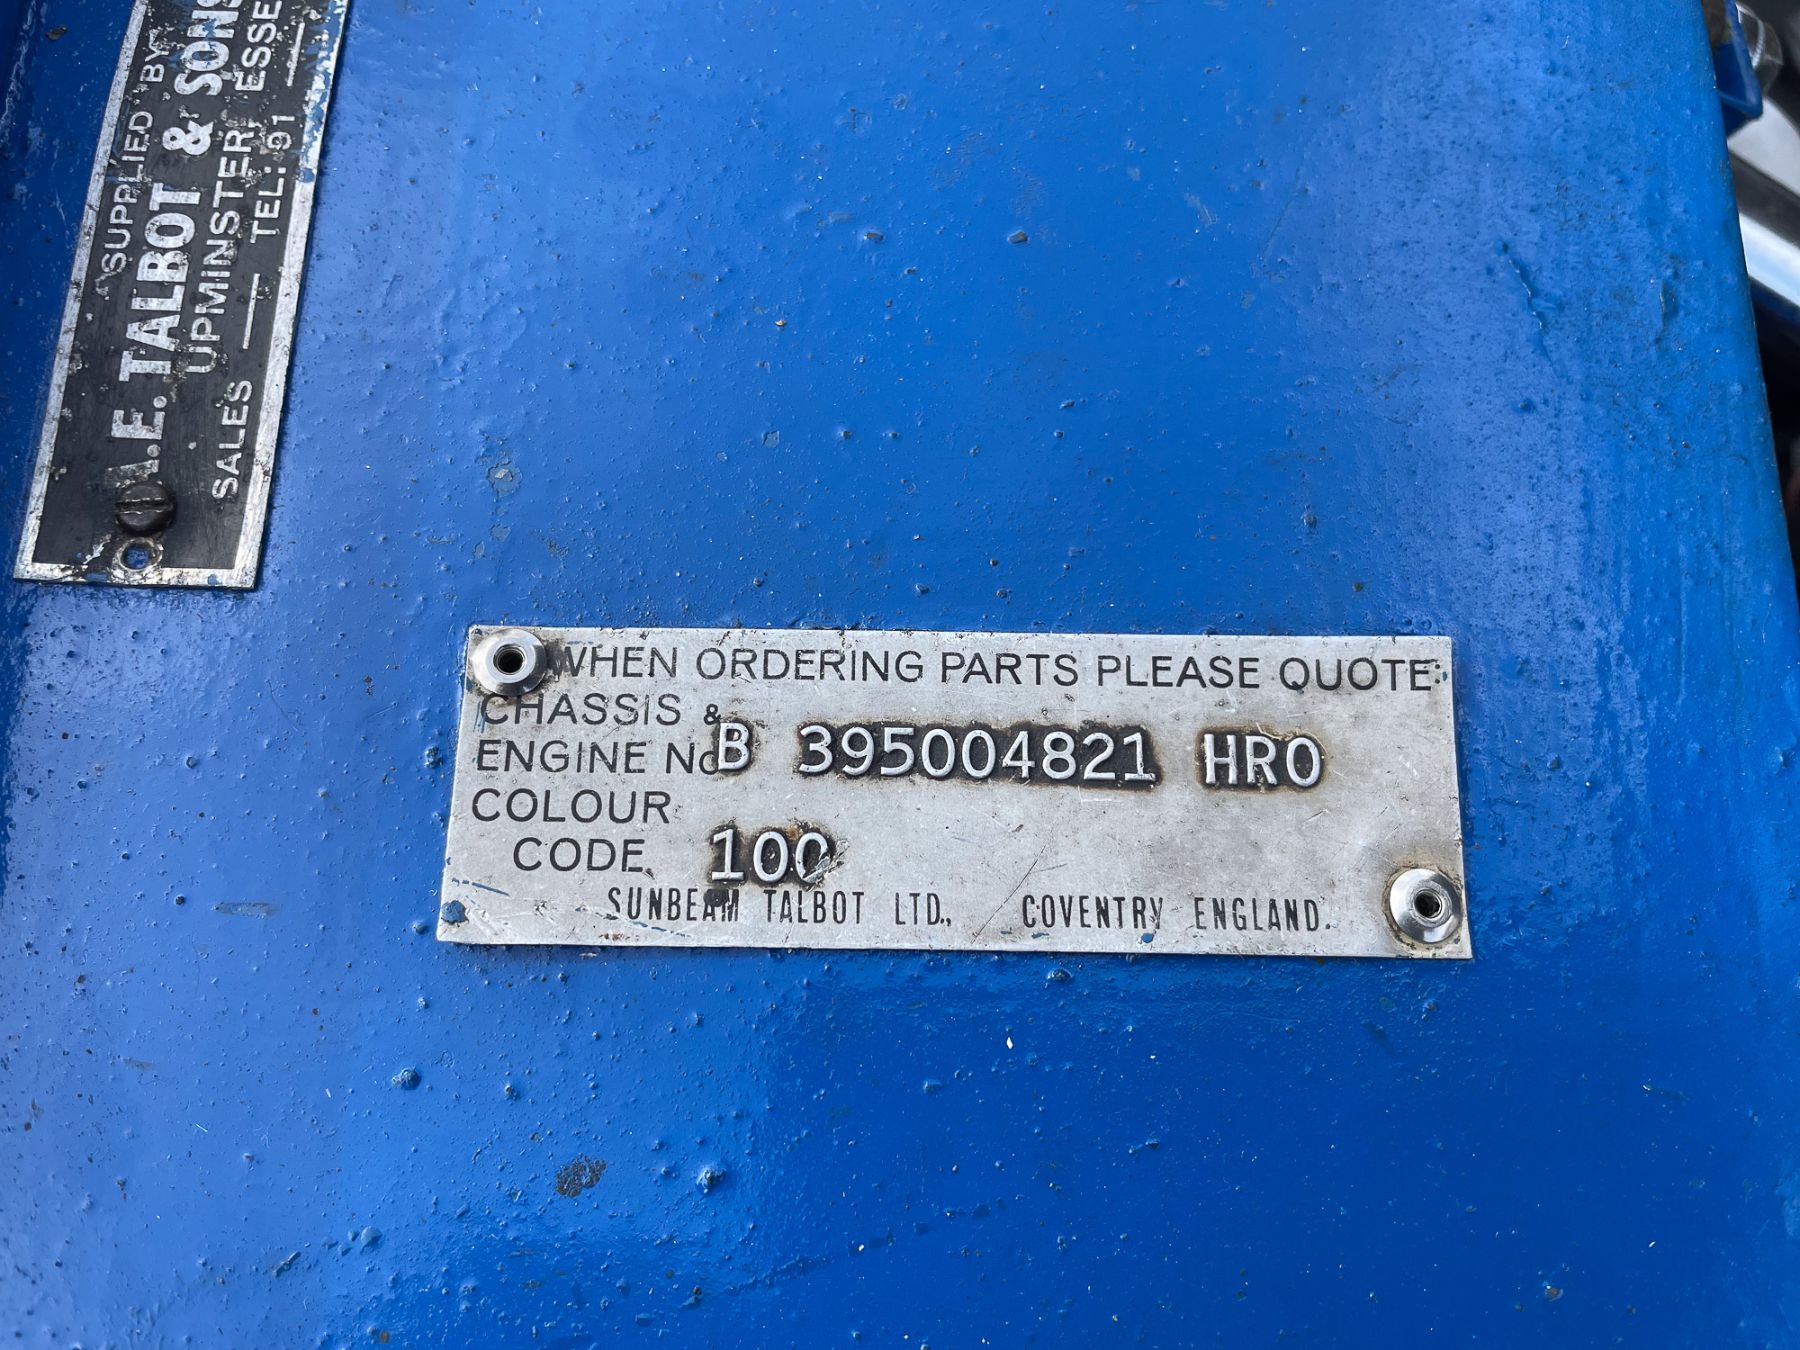 SUPPLIED BY
A.E. TALBOT & SONS
UPMINSTER, ESSE
SALES — TEL: 91 —
WHEN ORDERING PARTS PLEASE QUOTE:
CHASSIS &
ENGINE No B 395004821 HRO
COLOUR
CODE. 100
SUNBEAM TALBOT LTD., COVENTRY ENGLAND.